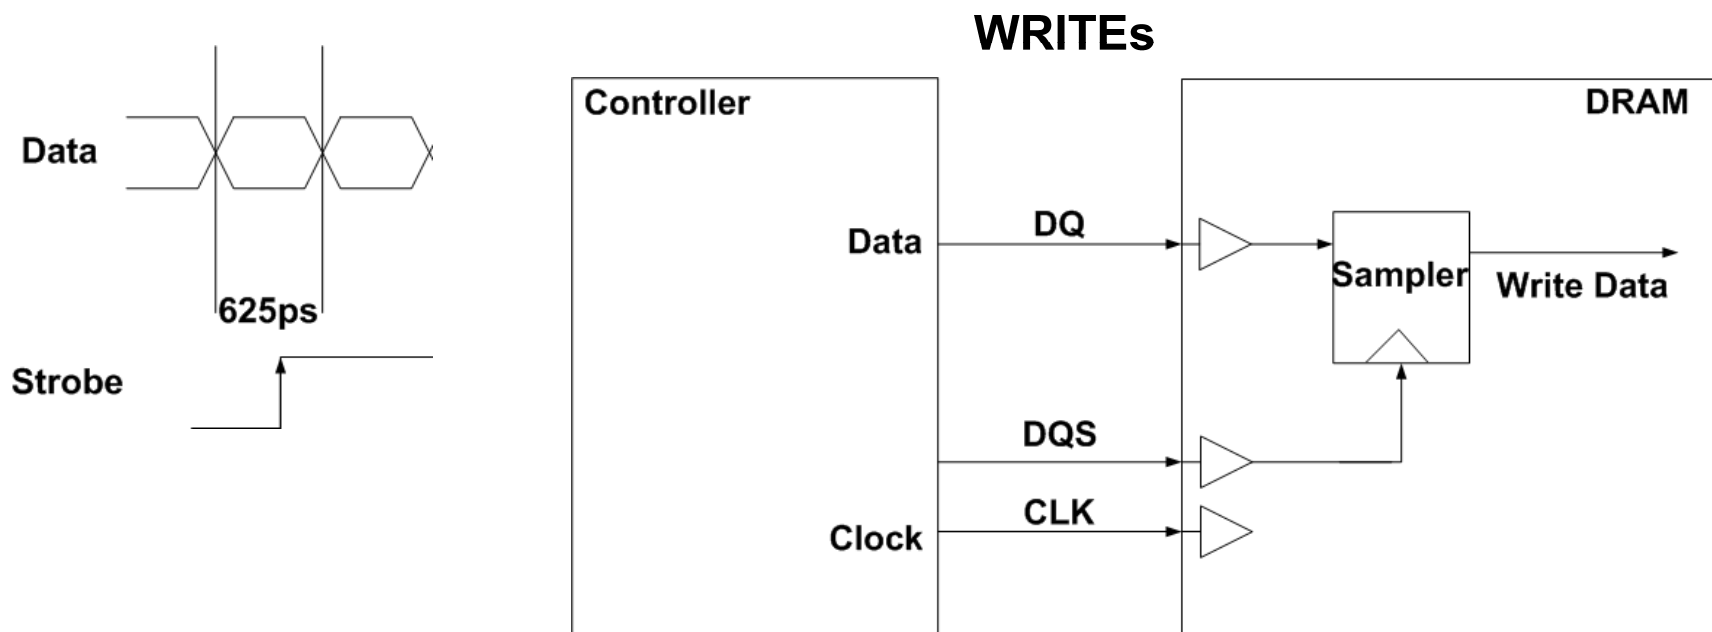 WRITEs
Controller
DRAM
Data
DQ
Data
Sampler
Write Data
625ps
Strobe
DQS
CLK
Clock